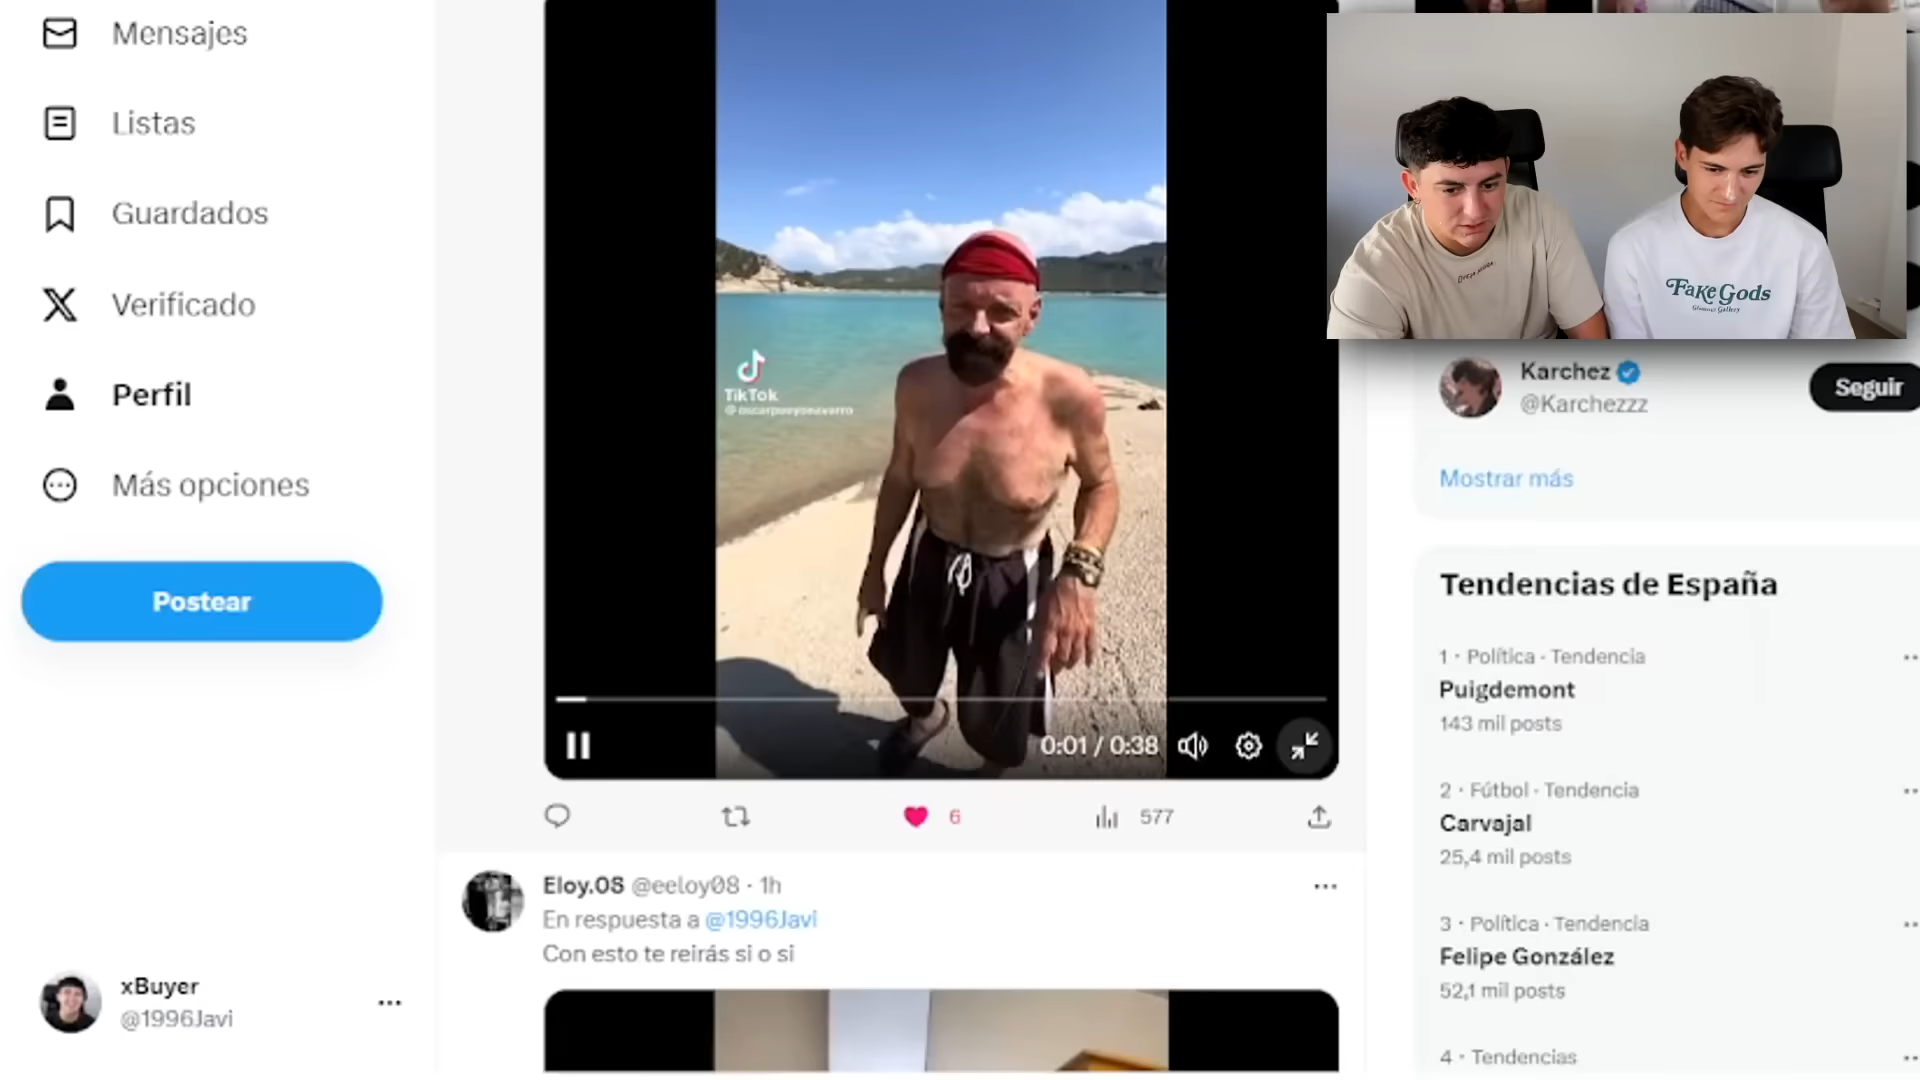 Mensajes
Listas
Guardados
Verificado
Perfil
Más opciones
Postear
xBuyer
@1996Javi
TikTok
0:01 / 0:38
6
577
Eloy.08 @eeloy08 · 1h
En respuesta a @1996Javi
Con esto te reirás si o si
Fake Gods
Karchez
@Karchezzz
Seguir
Mostrar más
Tendencias de España
1 · Política · Tendencia
Puigdemont
143 mil posts
2 · Fútbol · Tendencia
Carvajal
25,4 mil posts
3 · Política · Tendencia
Felipe González
52,1 mil posts
4 · Tendencias